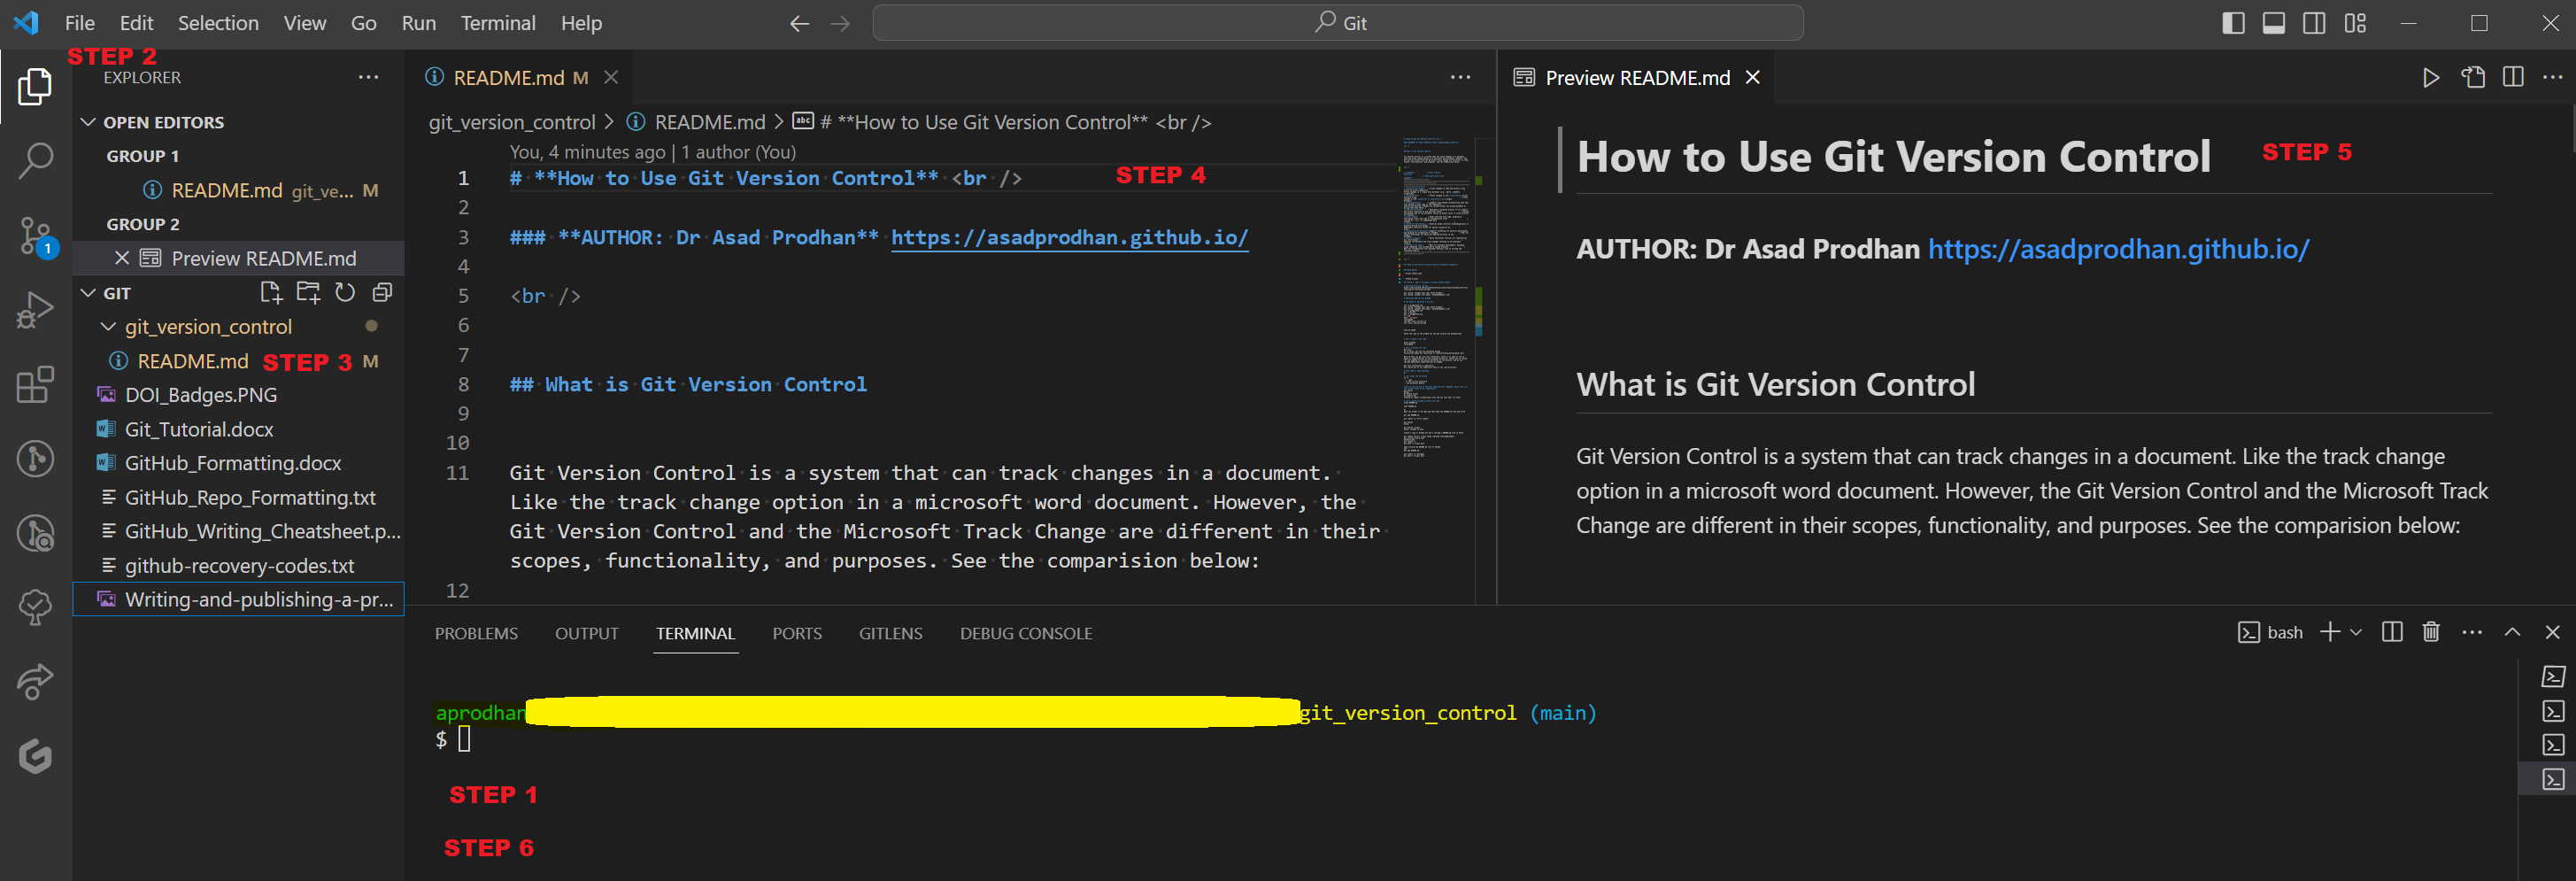 File Edit Selection View Go Run Terminal Help
Git
STEP 2
EXPLORER
OPEN EDITORS
GROUP 1
README.md git_ve... M
GROUP 2
Preview README.md
GIT
git_version_control
README.md STEP 3 M
DOI_Badges.PNG
Git_Tutorial.docx
GitHub_Formatting.docx
GitHub_Repo_Formatting.txt
GitHub_Writing_Cheatsheet.p...
github-recovery-codes.txt
Writing-and-publishing-a-pr...
1
README.md M
git_version_control > README.md > # **How to Use Git Version Control** <br />
You, 4 minutes ago | 1 author (You)
1 # **How to Use Git Version Control** <br />
STEP 4
2
3 ### **AUTHOR: Dr Asad Prodhan** https://asadprodhan.github.io/
4
5 <br />
6
7
8 ## What is Git Version Control
9
10
11 Git Version Control is a system that can track changes in a document.
Like the track change option in a microsoft word document. However, the
Git Version Control and the Microsoft Track Change are different in their
scopes, functionality, and purposes. See the comparision below:
12
Preview README.md
How to Use Git Version Control
STEP 5
AUTHOR: Dr Asad Prodhan https://asadprodhan.github.io/
What is Git Version Control
Git Version Control is a system that can track changes in a document. Like the track change
option in a microsoft word document. However, the Git Version Control and the Microsoft Track
Change are different in their scopes, functionality, and purposes. See the comparision below:
PROBLEMS OUTPUT TERMINAL PORTS GITLENS DEBUG CONSOLE
bash
aprodhan git_version_control (main)
$
STEP 1
STEP 6